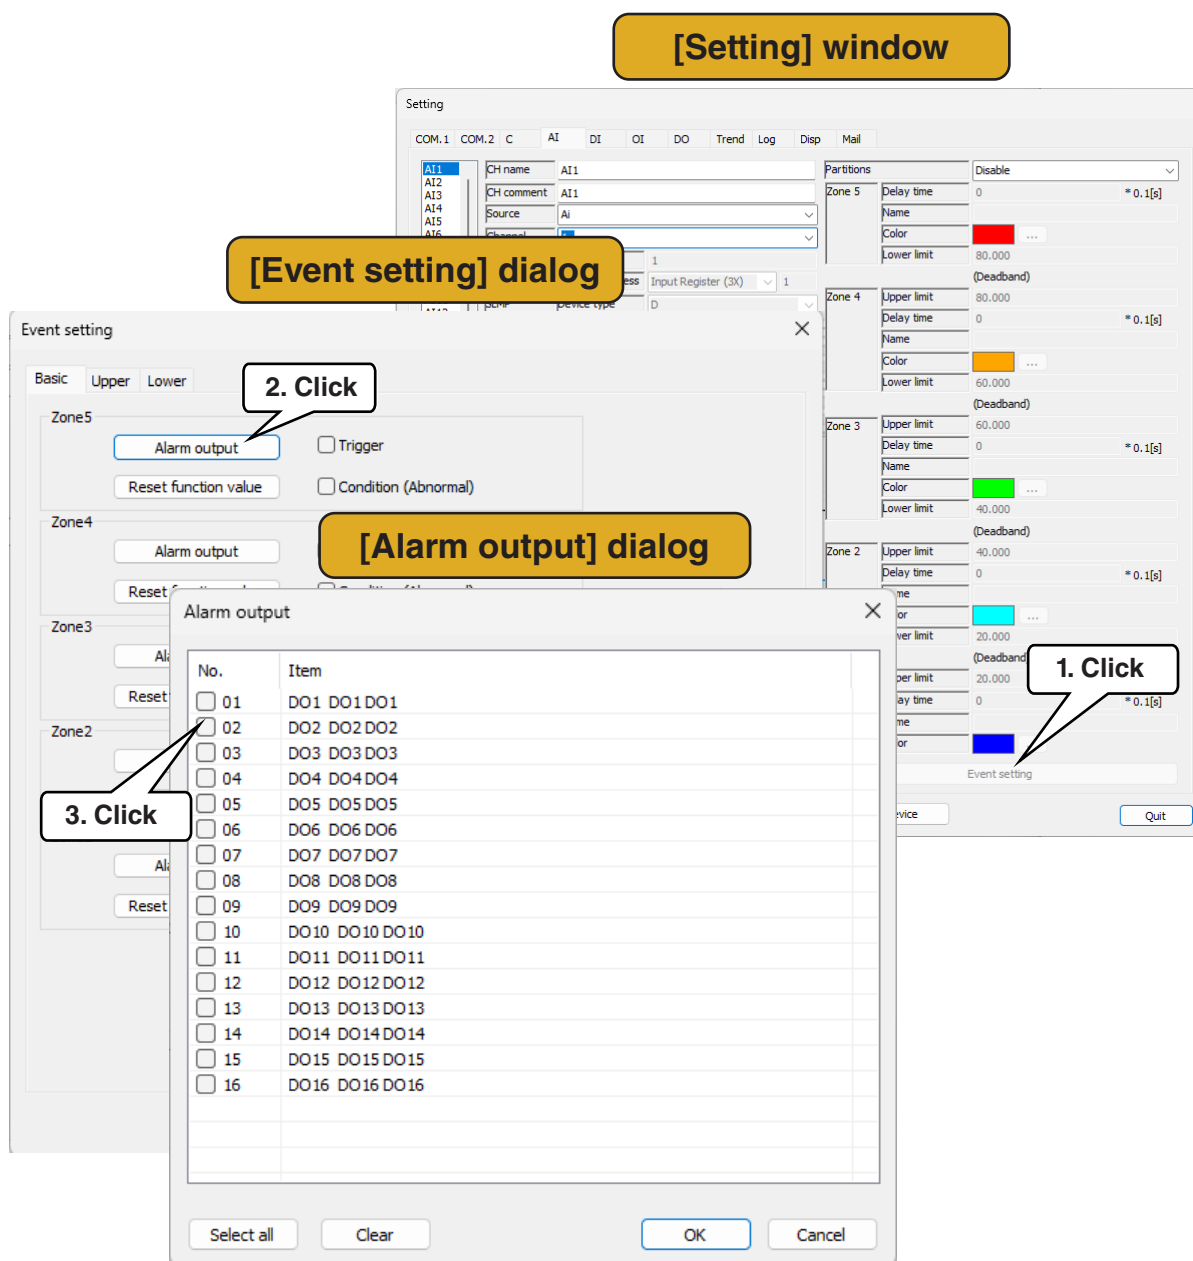 [Setting] window
Setting
COM.1 COM.2 C AI DI OI DO Trend Log Disp Mail
AI1
AI2
AI3
AI4
AI5
CH name AI1
CH comment AI1
Source Ai
Partitions Disable
Zone 5 Delay time 0 * 0.1[s]
Name
Color ...
Lower limit 80.000
(Deadband)
Zone 4 Upper limit 80.000
Delay time 0 * 0.1[s]
Name
Color ...
Lower limit 60.000
(Deadband)
Zone 3 Upper limit 60.000
Delay time 0 * 0.1[s]
Name
Color ...
Lower limit 40.000
(Deadband)
Zone 2 Upper limit 40.000
Delay time 0 * 0.1[s]
...
20.000
(Deadband)
20.000
0 * 0.1[s]
1
Input Register (3X) 1
Device type D
1. Click
Event setting
Quit
[Event setting] dialog
Event setting
Basic Upper Lower
2. Click
Zone5
Alarm output Trigger
Reset function value Condition (Abnormal)
Zone4
Alarm output
Reset
Zone3
Reset
Zone2
Reset
3. Click
[Alarm output] dialog
Alarm output
No. Item
01 DO1 DO1 DO1
02 DO2 DO2 DO2
03 DO3 DO3 DO3
04 DO4 DO4 DO4
05 DO5 DO5 DO5
06 DO6 DO6 DO6
07 DO7 DO7 DO7
08 DO8 DO8 DO8
09 DO9 DO9 DO9
10 DO10 DO10 DO10
11 DO11 DO11 DO11
12 DO12 DO12 DO12
13 DO13 DO13 DO13
14 DO14 DO14 DO14
15 DO15 DO15 DO15
16 DO16 DO16 DO16
Select all Clear OK Cancel